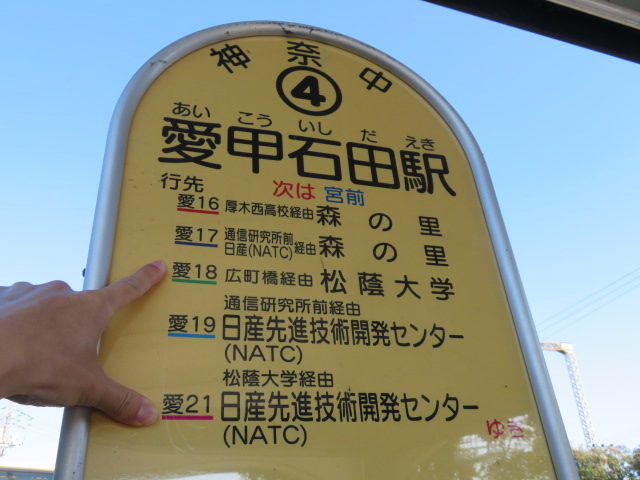 神奈中
④
あいこういしだえき
愛甲石田駅
行先 次は 宮前
愛16 厚木西高校経由 森の里
愛17 通信研究所前 日産(NATC)経由 森の里
愛18 広町橋経由 松蔭大学
通信研究所前経由
愛19 日産先進技術開発センター
(NATC)
松蔭大学経由
愛21 日産先進技術開発センター
(NATC)
ゆき